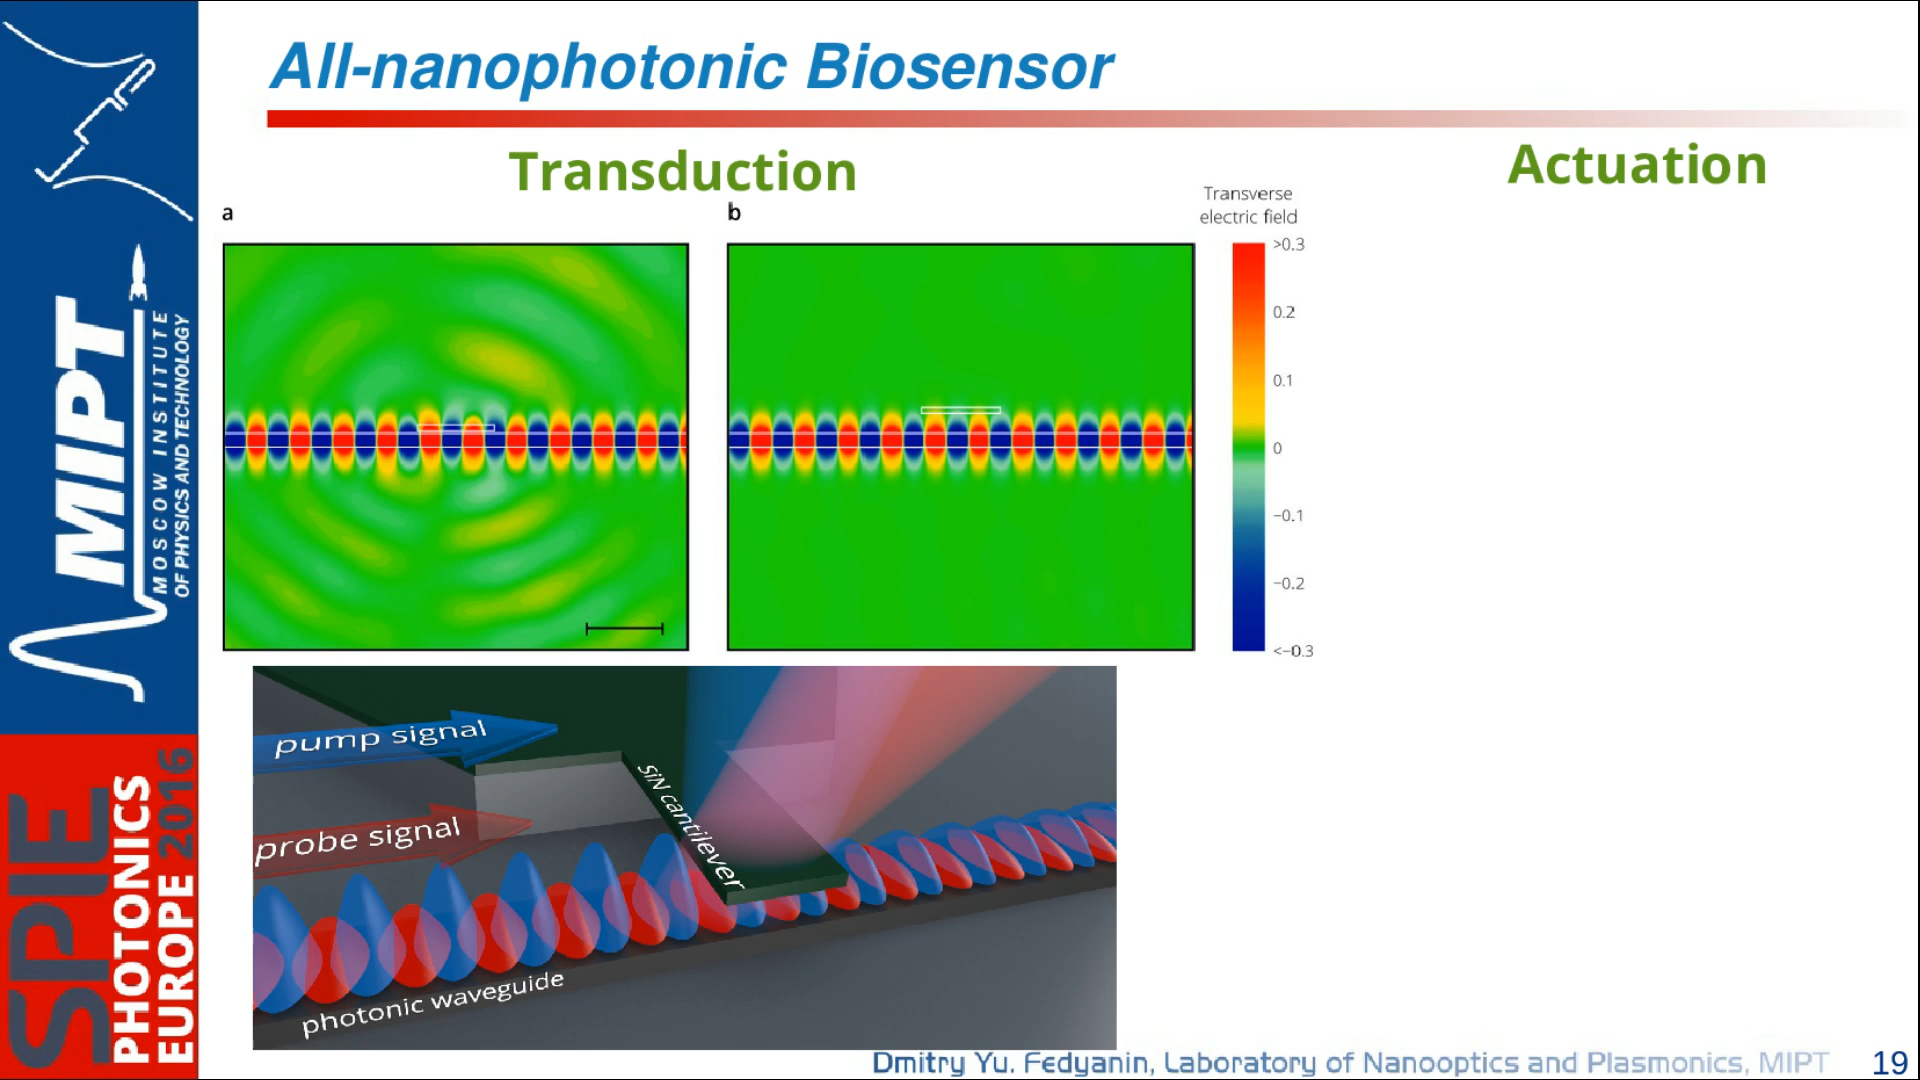 All-nanophotonic Biosensor
Transduction
Actuation
a
b
Transverse
electric field
>0.3
0.2
0.1
0
−0.1
−0.2
<−0.3
pump signal
probe signal
SiN cantilever
photonic waveguide
MIPT
MOSCOW INSTITUTE
OF PHYSICS AND TECHNOLOGY
SPIE
PHOTONICS
EUROPE 2016
Dmitry Yu. Fedyanin, Laboratory of Nanooptics and Plasmonics, MIPT
19